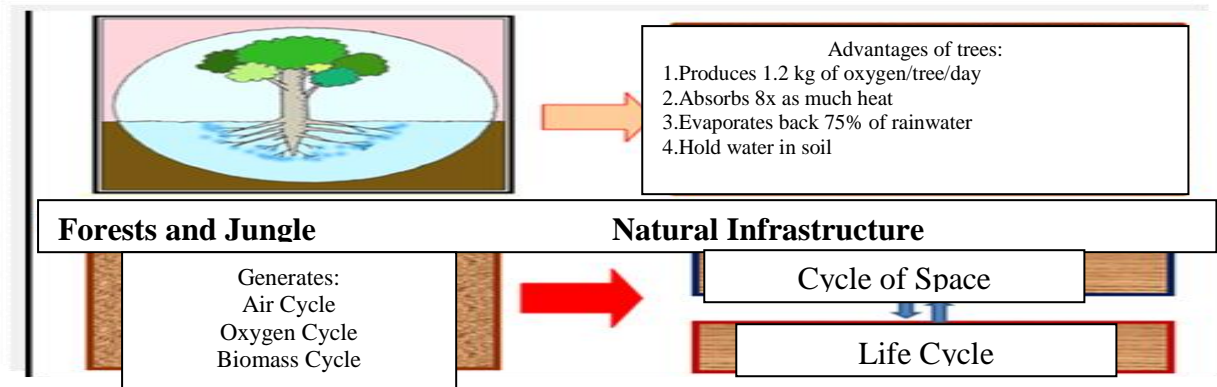 Advantages of trees:
1.Produces 1.2 kg of oxygen/tree/day
2.Absorbs 8x as much heat
3.Evaporates back 75% of rainwater
4.Hold water in soil
Forests and Jungle
Natural Infrastructure
Generates:
Air Cycle
Oxygen Cycle
Biomass Cycle
Cycle of Space
Life Cycle